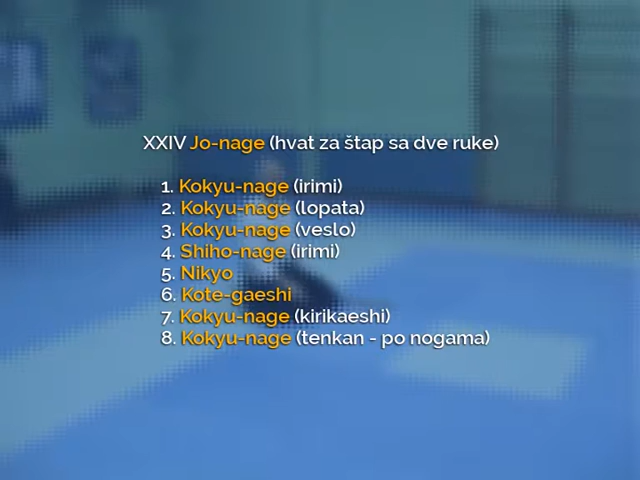 XXIV Jo-nage (hvat za štap sa dve ruke)
1. Kokyu-nage (irimi)
2. Kokyu-nage (lopata)
3. Kokyu-nage (veslo)
4. Shiho-nage (irimi)
5. Nikyo
6. Kote-gaeshi
7. Kokyu-nage (kirikaeshi)
8. Kokyu-nage (tenkan - po nogama)